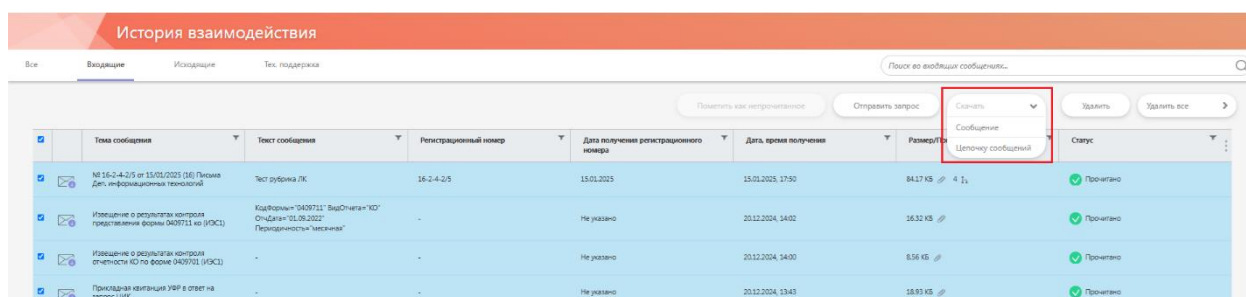 История взаимодействия
Все Входящие Исходящие Тех. поддержка Поиск во входящих сообщениях...
Пометить как непрочитанное Отправить запрос Скачать Удалить Удалить все
Сообщение
Цепочку сообщений
Тема сообщения Текст сообщения Регистрационный номер Дата получения регистрационного номера Дата, время получения Статус
№ 16-2-4-2/5 от 15/01/2025 (16) Письма
Деп. информационных технологий
Тест рубрика ЛК 16-2-4-2/5 15.01.2025 15.01.2025, 17:50 84.17 КБ 4 Прочитано
Извещение о результатах контроля
представления формы 0409711 ко (ИЭС1)
КодФормы="0409711" ВидОтчета="КО"
ОтчДата="01.09.2022"
Периодичность="месячная"
- Не указано 20.12.2024, 14:02 16.32 КБ Прочитано
Извещение о результатах контроля
отчетности КО по форме 0409701 (ИЭС1)
- - Не указано 20.12.2024, 14:00 8.56 КБ Прочитано
Прикладная квитанция УФР в ответ на
запрос ЦИК
- - Не указано 20.12.2024, 13:43 18.93 КБ Прочитано